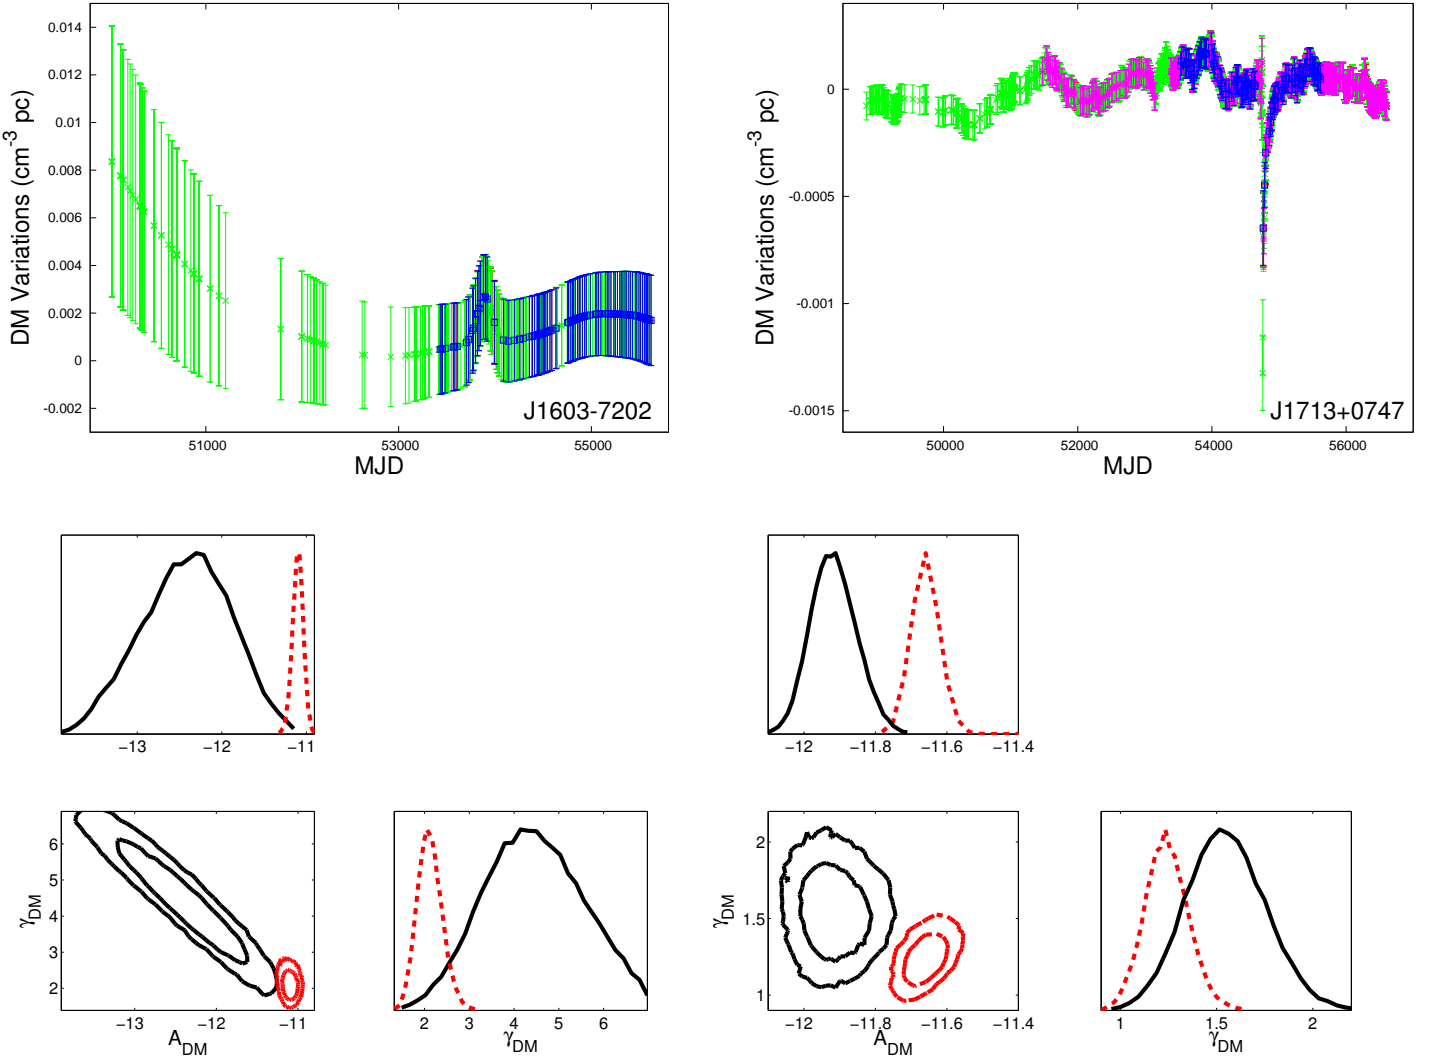 0.014
0.012
0.01
0.008
0.006
0.004
0.002
0
-0.002
DM Variations (cm-3 pc)
51000 53000 55000
MJD
J1603-7202
0
-0.0005
-0.001
-0.0015
DM Variations (cm-3 pc)
50000 52000 54000 56000
MJD
J1713+0747
−13 −12 −11
−12 −11.8 −11.6 −11.4
6
5
4
3
2
γDM
−13 −12 −11
ADM
2 3 4 5 6
γDM
2
1.5
1
γDM
−12 −11.8 −11.6 −11.4
ADM
1 1.5 2
γDM